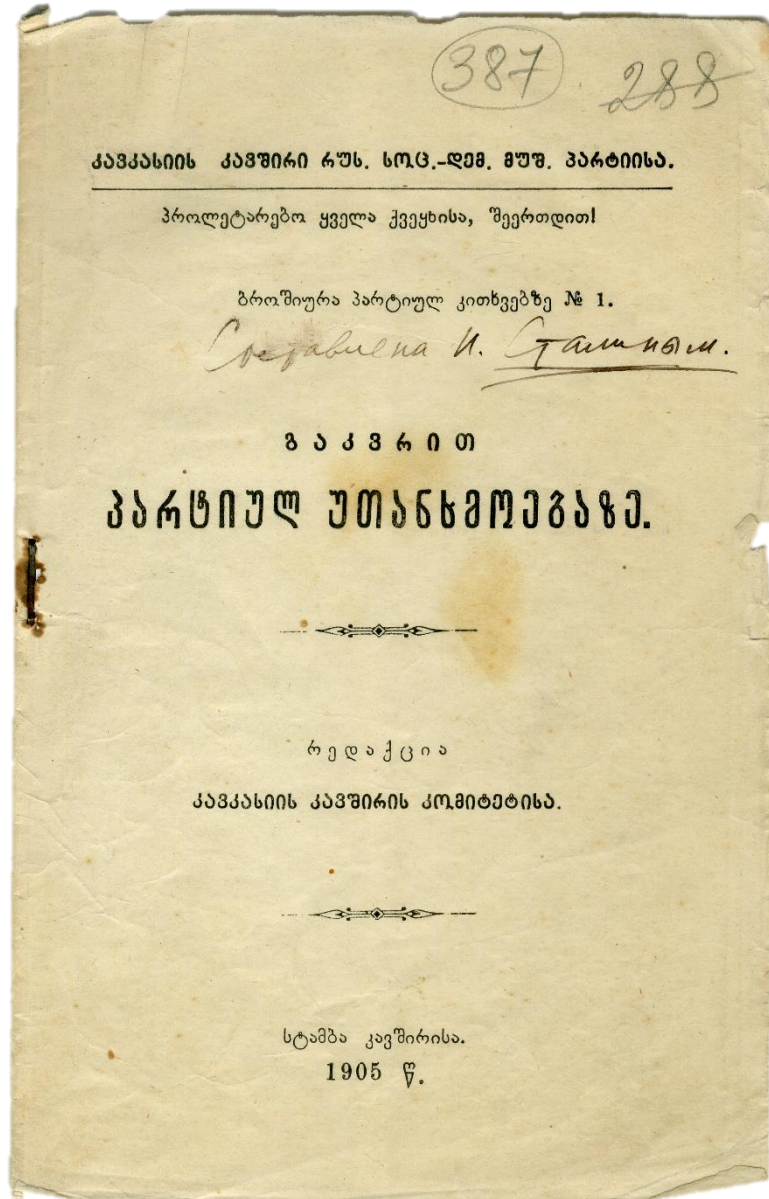 387 288
კავკასიის კავშირი რუს. სოც.-დემ. მუშ. პარტიისა.
პროლეტარებო ყველა ქვეყნისა, შეერთდით!
ბროშიურა პარტიულ კითხვებზე № 1.
Составлена И. Сталиным.
გაკვრით
პარტიულ უთანხმოებაზე.
რედაქცია
კავკასიის კავშირის კომიტეტისა.
სტამბა კავშირისა.
1905 წ.